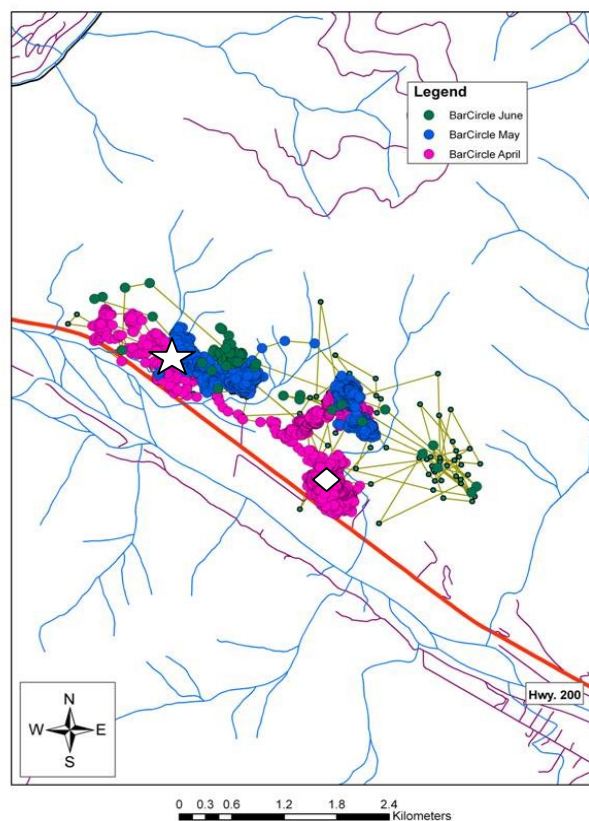 Legend
BarCircle June
BarCircle May
BarCircle April
Hwy. 200
N
W E
S
0 0.3 0.6 1.2 1.8 2.4
Kilometers